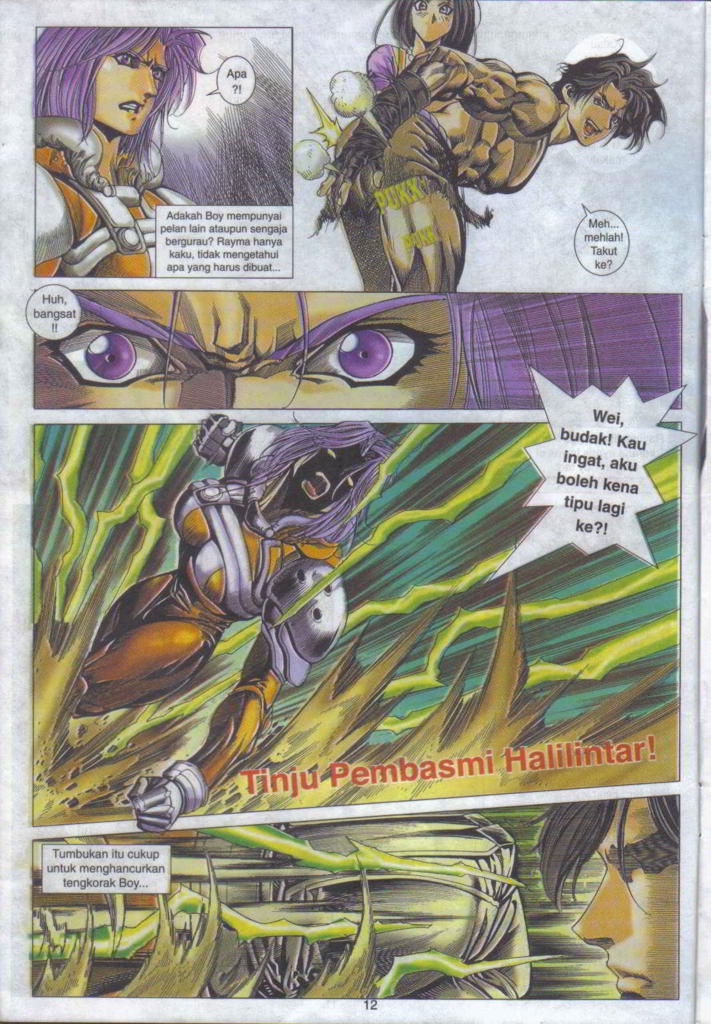 Apa
?!
Adakah Boy mempunyai
pelan lain ataupun sengaja
bergurau? Rayma hanya
kaku, tidak mengetahui
apa yang harus dibuat...
PUKK
PUKK
Meh...
mehlah!
Takut
ke?
Huh,
bangsat
!!
Wei,
budak! Kau
ingat, aku
boleh kena
tipu lagi
ke?!
Tinju Pembasmi Halilintar!
Tumbukan itu cukup
untuk menghancurkan
tengkorak Boy...
12